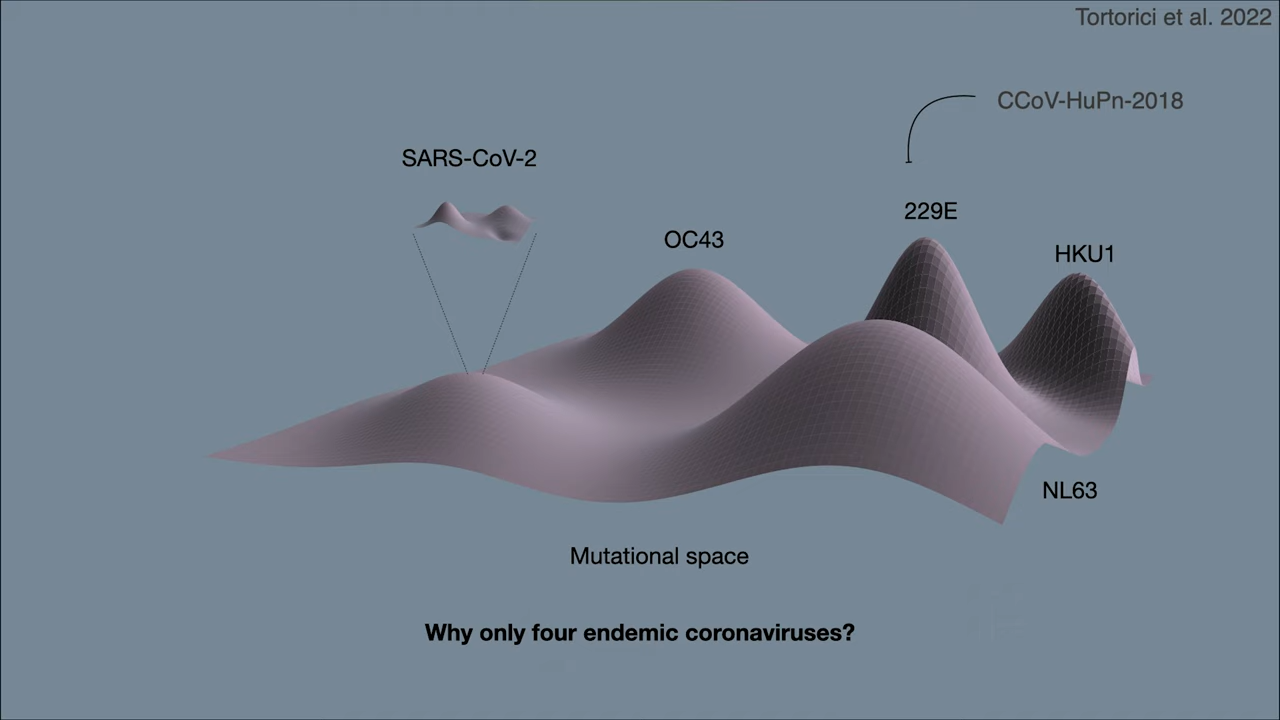 Tortorici et al. 2022
CCoV-HuPn-2018
SARS-CoV-2
229E
OC43
HKU1
NL63
Mutational space
Why only four endemic coronaviruses?